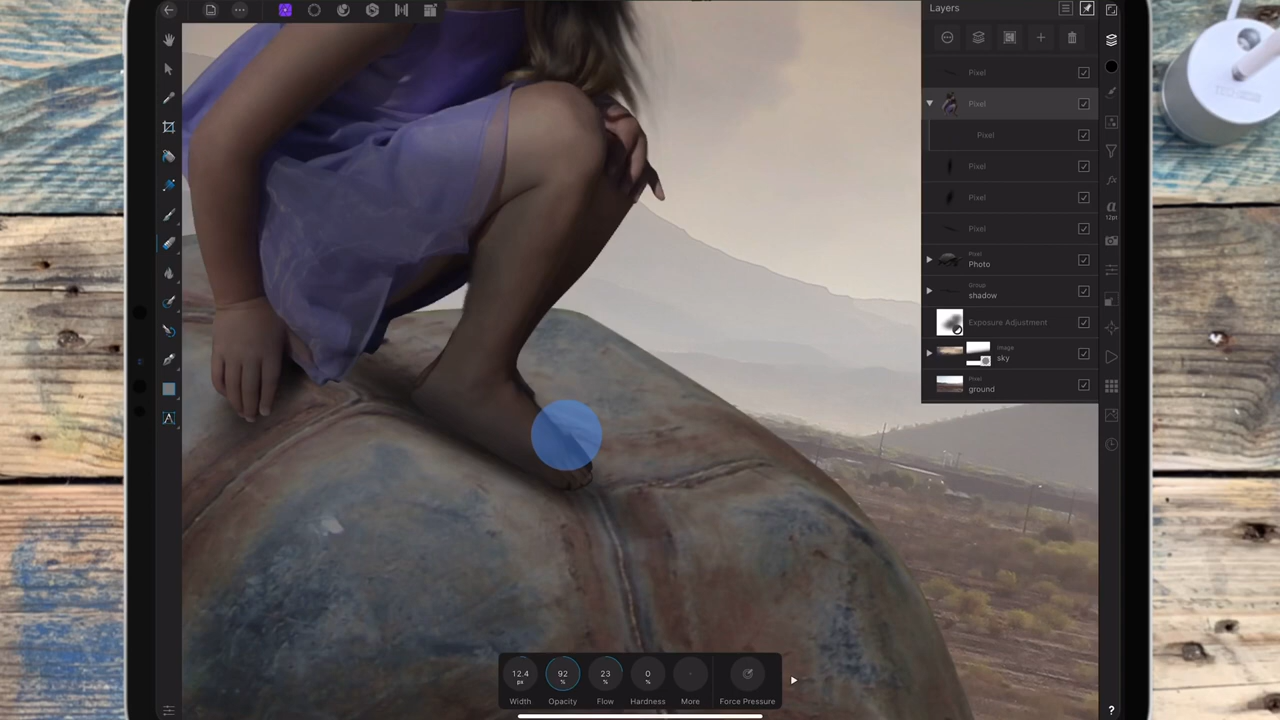 Layers
Pixel
Pixel
Pixel
Pixel
Pixel
Pixel
Pixel
Photo
Group
shadow
Exposure Adjustment
Image
sky
Pixel
ground
a
12pt
A
?
12.4
px
92
%
23
%
0
%
Width
Opacity
Flow
Hardness
More
Force Pressure